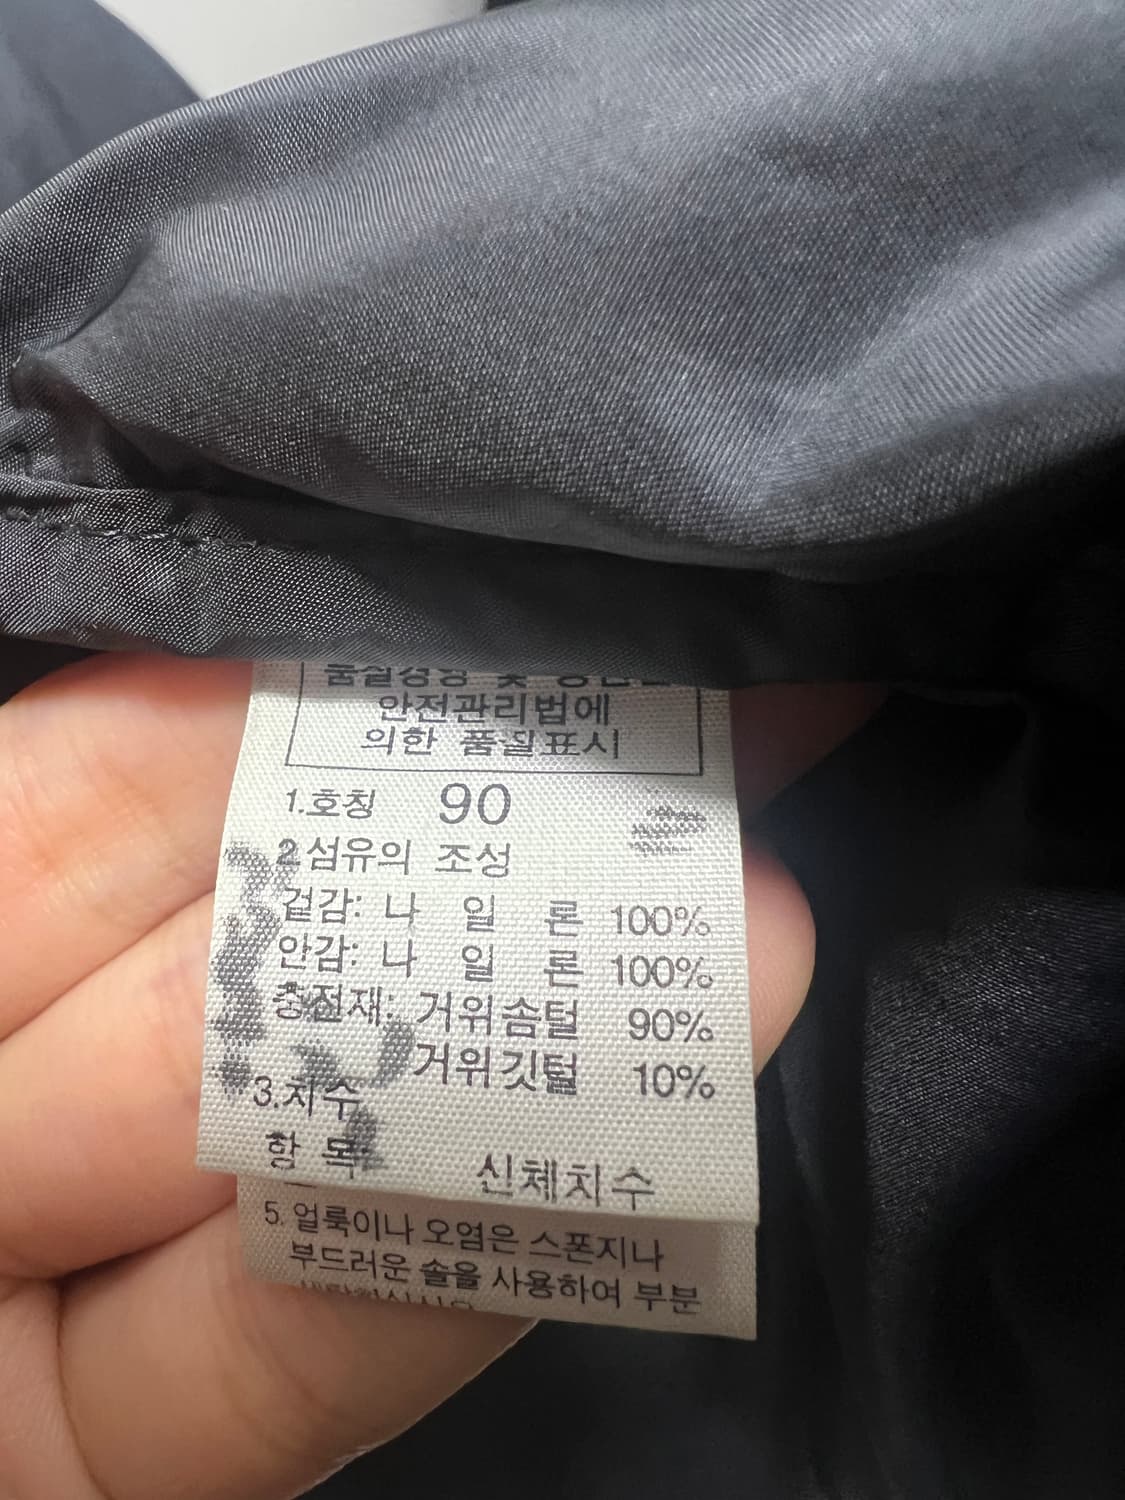 안전관리법에
의한 품질표시
1.호칭 90
2섬유의 조성
겉감: 나 일 론 100%
안감: 나 일 론 100%
충전재: 거위솜털 90%
거위깃털 10%
3.치수
항 목 신체치수
5. 얼룩이나 오염은 스폰지나
부드러운 솔을 사용하여 부분